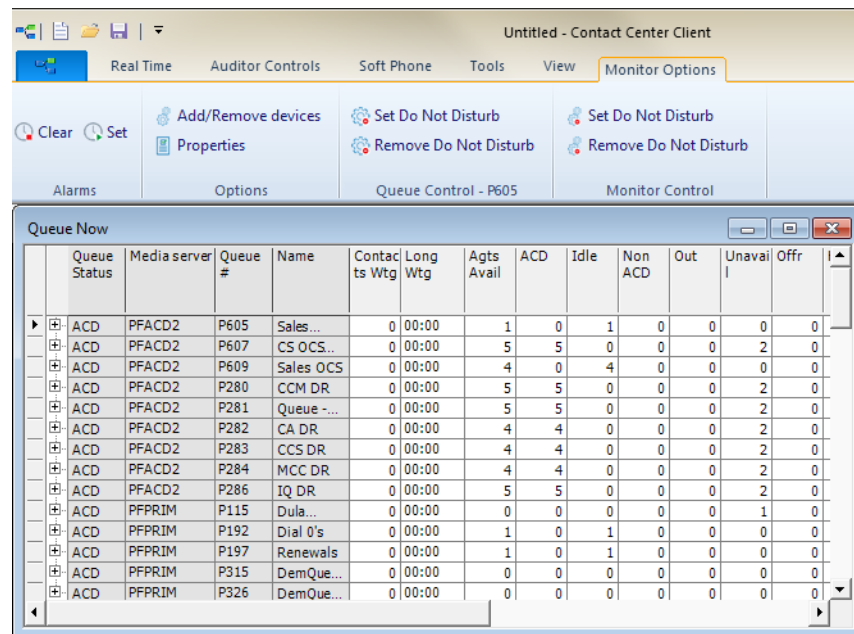 Untitled - Contact Center Client
Real Time Auditor Controls Soft Phone Tools View Monitor Options
Clear Set Add/Remove devices Set Do Not Disturb Set Do Not Disturb
Properties Remove Do Not Disturb Remove Do Not Disturb
Alarms Options Queue Control - P605 Monitor Control
Queue Now
Queue Status Media server Queue # Name Contacts Wtg Long Wtg Agts Avail ACD Idle Non ACD Out Unavail Offr
ACD PFACD2 P605 Sales... 0 00:00 1 0 1 0 0 0 0
ACD PFACD2 P607 CS OCS... 0 00:00 5 5 0 0 0 2 0
ACD PFACD2 P609 Sales OCS 0 00:00 4 0 4 0 0 0 0
ACD PFACD2 P280 CCM DR 0 00:00 5 5 0 0 0 2 0
ACD PFACD2 P281 Queue -... 0 00:00 5 5 0 0 0 2 0
ACD PFACD2 P282 CA DR 0 00:00 4 4 0 0 0 2 0
ACD PFACD2 P283 CCS DR 0 00:00 4 4 0 0 0 2 0
ACD PFACD2 P284 MCC DR 0 00:00 4 4 0 0 0 2 0
ACD PFACD2 P286 IQ DR 0 00:00 5 5 0 0 0 2 0
ACD PFPRIM P115 Dula... 0 00:00 0 0 0 0 0 1 0
ACD PFPRIM P192 Dial 0's 0 00:00 1 0 1 0 0 0 0
ACD PFPRIM P197 Renewals 0 00:00 1 0 1 0 0 0 0
ACD PFPRIM P315 DemQue... 0 00:00 0 0 0 0 0 0 0
ACD PFPRIM P326 DemQue... 0 00:00 0 0 0 0 0 0 0